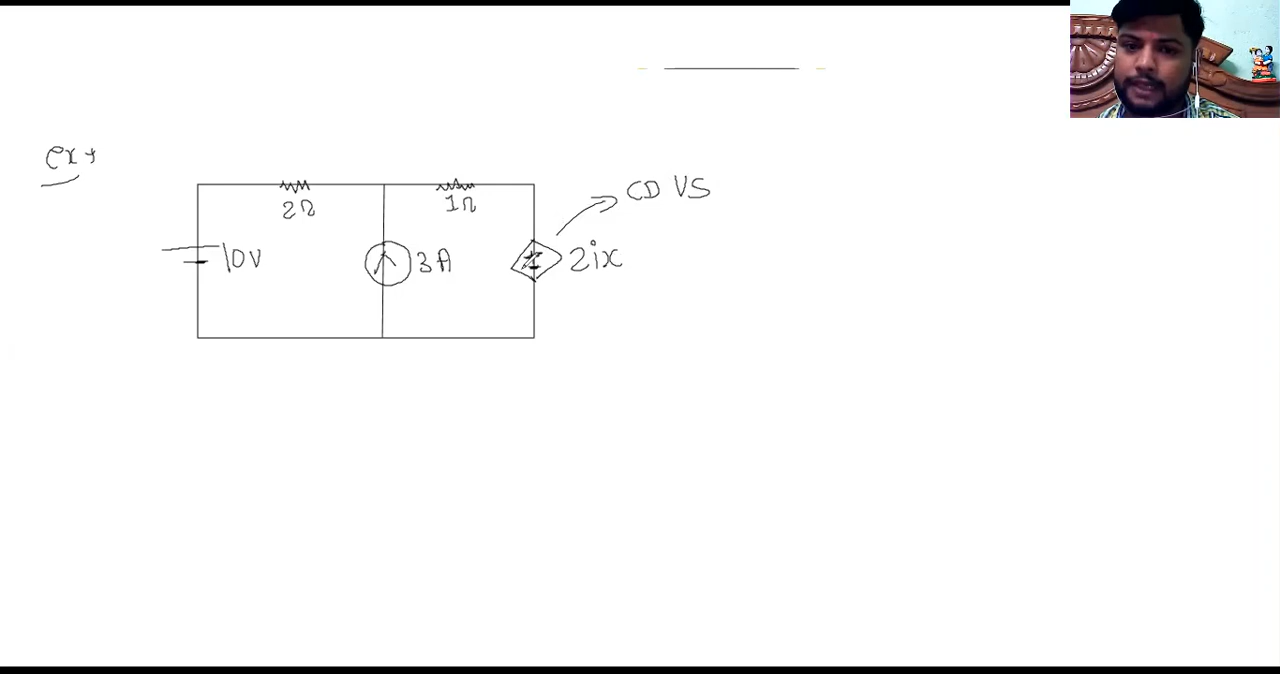 ex+
CD VS
2Ω
1Ω
10V
3A
2ix